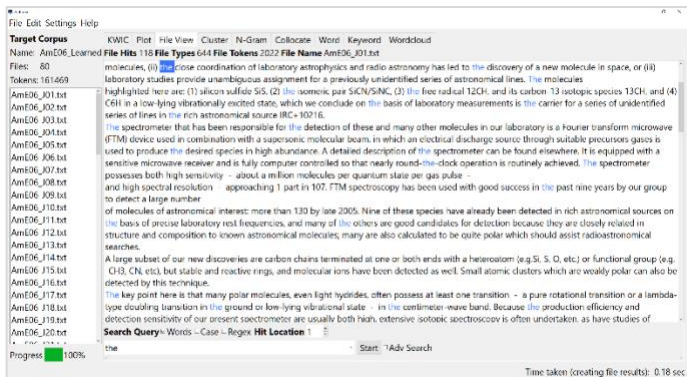 File Edit Settings Help
Target Corpus
Name: AmE06_Learned
Files: 80
Tokens: 161469
AmE06_J01.txt
AmE06_J02.txt
AmE06_J03.txt
AmE06_J04.txt
AmE06_J05.txt
AmE06_J06.txt
AmE06_J07.txt
AmE06_J08.txt
AmE06_J09.txt
AmE06_J10.txt
AmE06_J11.txt
AmE06_J12.txt
AmE06_J13.txt
AmE06_J14.txt
AmE06_J15.txt
AmE06_J16.txt
AmE06_J17.txt
AmE06_J18.txt
AmE06_J19.txt
AmE06_J20.txt
Progress 100%
KWIC Plot File View Cluster N-Gram Collocate Word Keyword Wordcloud
File Hits 118 File Types 644 File Tokens 2022 File Name AmE06_J01.txt
molecules, (ii) the close coordination of laboratory astrophysics and radio astronomy has led to the discovery of a new molecule in space, or (iii)
laboratory studies provide unambiguous assignment for a previously unidentified series of astronomical lines. The molecules
highlighted here are: (1) silicon sulfide SiS, (2) the isomeric pair SiCN/SiNC, (3) the free radical 12CH, and its carbon 13 isotopic species 13CH, and (4)
C6H in a low-lying vibrationally excited state, which we conclude on the basis of laboratory measurements is the carrier for a series of unidentified
series of lines in the rich astronomical source IRC+10216.
The spectrometer that has been responsible for the detection of these and many other molecules in our laboratory is a Fourier transform microwave
(FTM) device used in combination with a supersonic molecular beam, in which an electrical discharge source through suitable precursors gases is
used to produce the desired species in high abundance. A detailed description of the spectrometer can be found elsewhere. It is equipped with a
sensitive microwave receiver and is fully computer controlled so that nearly round-the-clock operation is routinely achieved. The spectrometer
possesses both high sensitivity - about a million molecules per quantum state per gas pulse -
and high spectral resolution - approaching 1 part in 107. FTM spectroscopy has been used with good success in the past nine years by our group
to detect a large number
of molecules of astronomical interest: more than 130 by late 2005. Nine of these species have already been detected in rich astronomical sources on
the basis of precise laboratory rest frequencies, and many of the others are good candidates for detection because they are closely related in
structure and composition to known astronomical molecules; many are also calculated to be quite polar which should assist radioastronomical
searches.
A large subset of our new discoveries are carbon chains terminated at one or both ends with a heteroatom (e.g.Si, S, O, etc.) or functional group (e.g.
CH3, CN, etc), but stable and reactive rings, and molecular ions have been detected as well. Small atomic clusters which are weakly polar can also be
detected by this technique.
The key point here is that many polar molecules, even light hydrides, often possess at least one transition - a pure rotational transition or a lambda-
type doubling transition in the ground or low-lying vibrational state - in the centimeter-wave band. Because the production efficiency and
detection sensitivity of our present spectrometer are usually both high, extensive isotopic spectroscopy is often undertaken, as have studies of
Search Query Words Case Regex Hit Location 1
the Start Adv Search
Time taken (creating file results): 0.18 sec